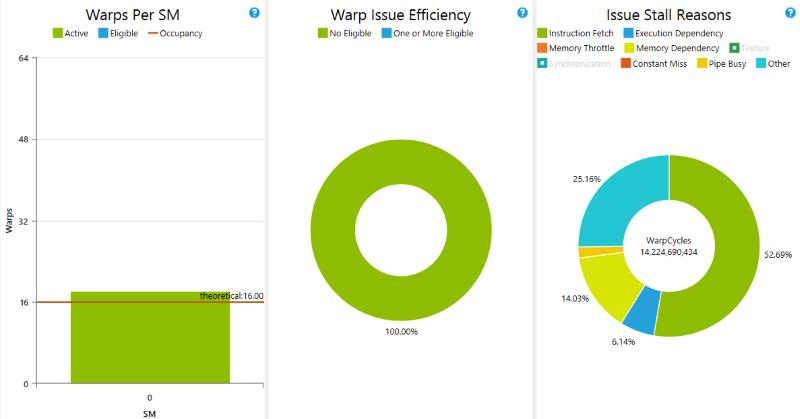 Warps Per SM
?
Active Eligible Occupancy
64
48
32
16
0
Warps
theoretical:16.00
0
SM
Warp Issue Efficiency
?
No Eligible One or More Eligible
100.00%
Issue Stall Reasons
?
Instruction Fetch Execution Dependency
Memory Throttle Memory Dependency Texture
Synchronization Constant Miss Pipe Busy Other
25.16%
WarpCycles
14,224,690,434
52.69%
14.03%
6.14%